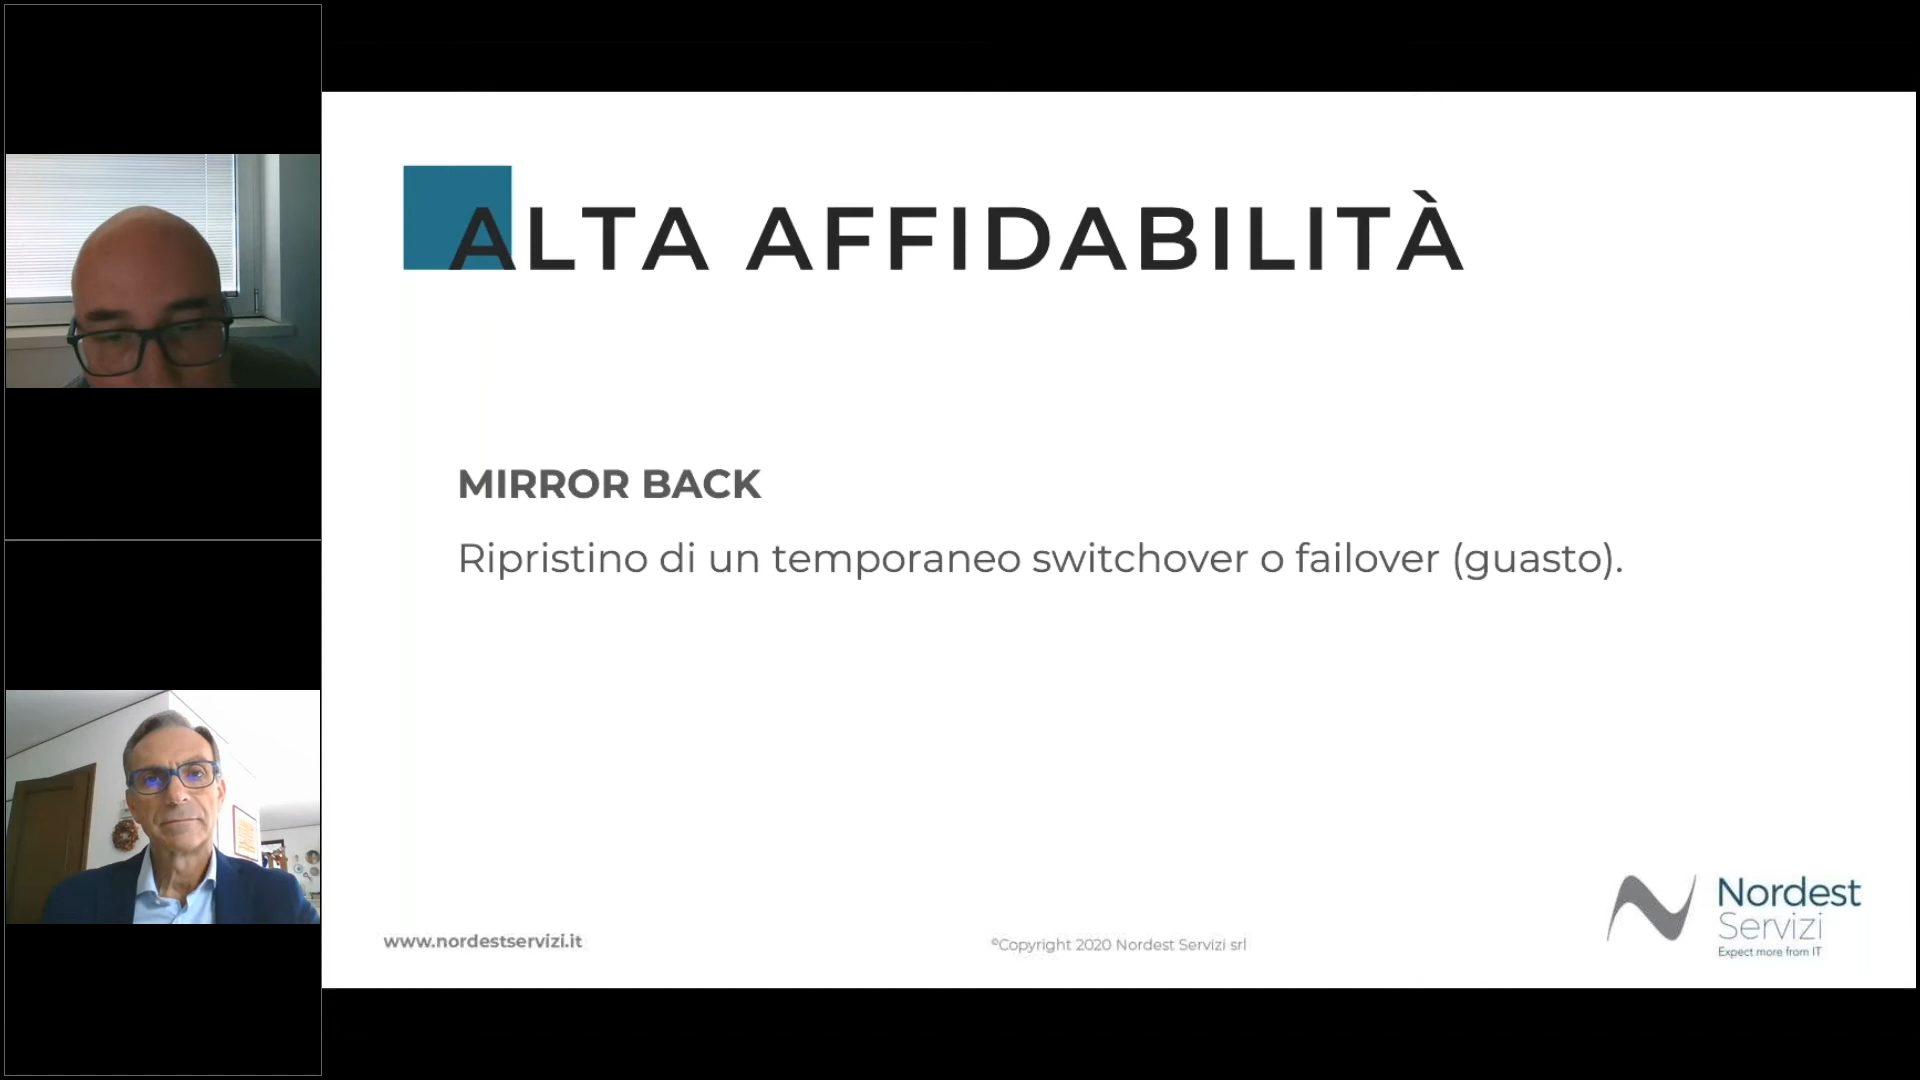 ALTA AFFIDABILITÀ
MIRROR BACK
Ripristino di un temporaneo switchover o failover (guasto).
www.nordestservizi.it
©Copyright 2020 Nordest Servizi srl
Nordest
Servizi
Expect more from IT